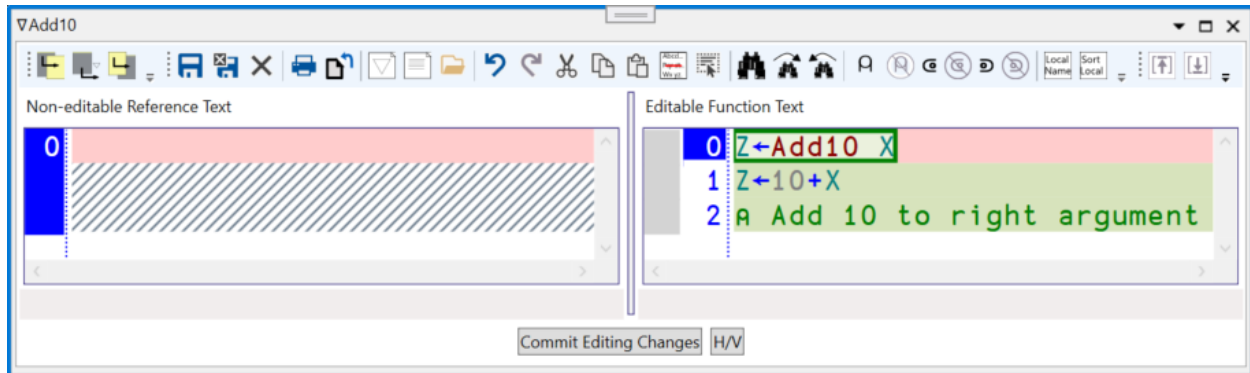 ∇Add10
Local Name
Sort Local
Non-editable Reference Text
0
Editable Function Text
0 Z←Add10 X
1 Z←10+X
2 ⍝ Add 10 to right argument
Commit Editing Changes H/V